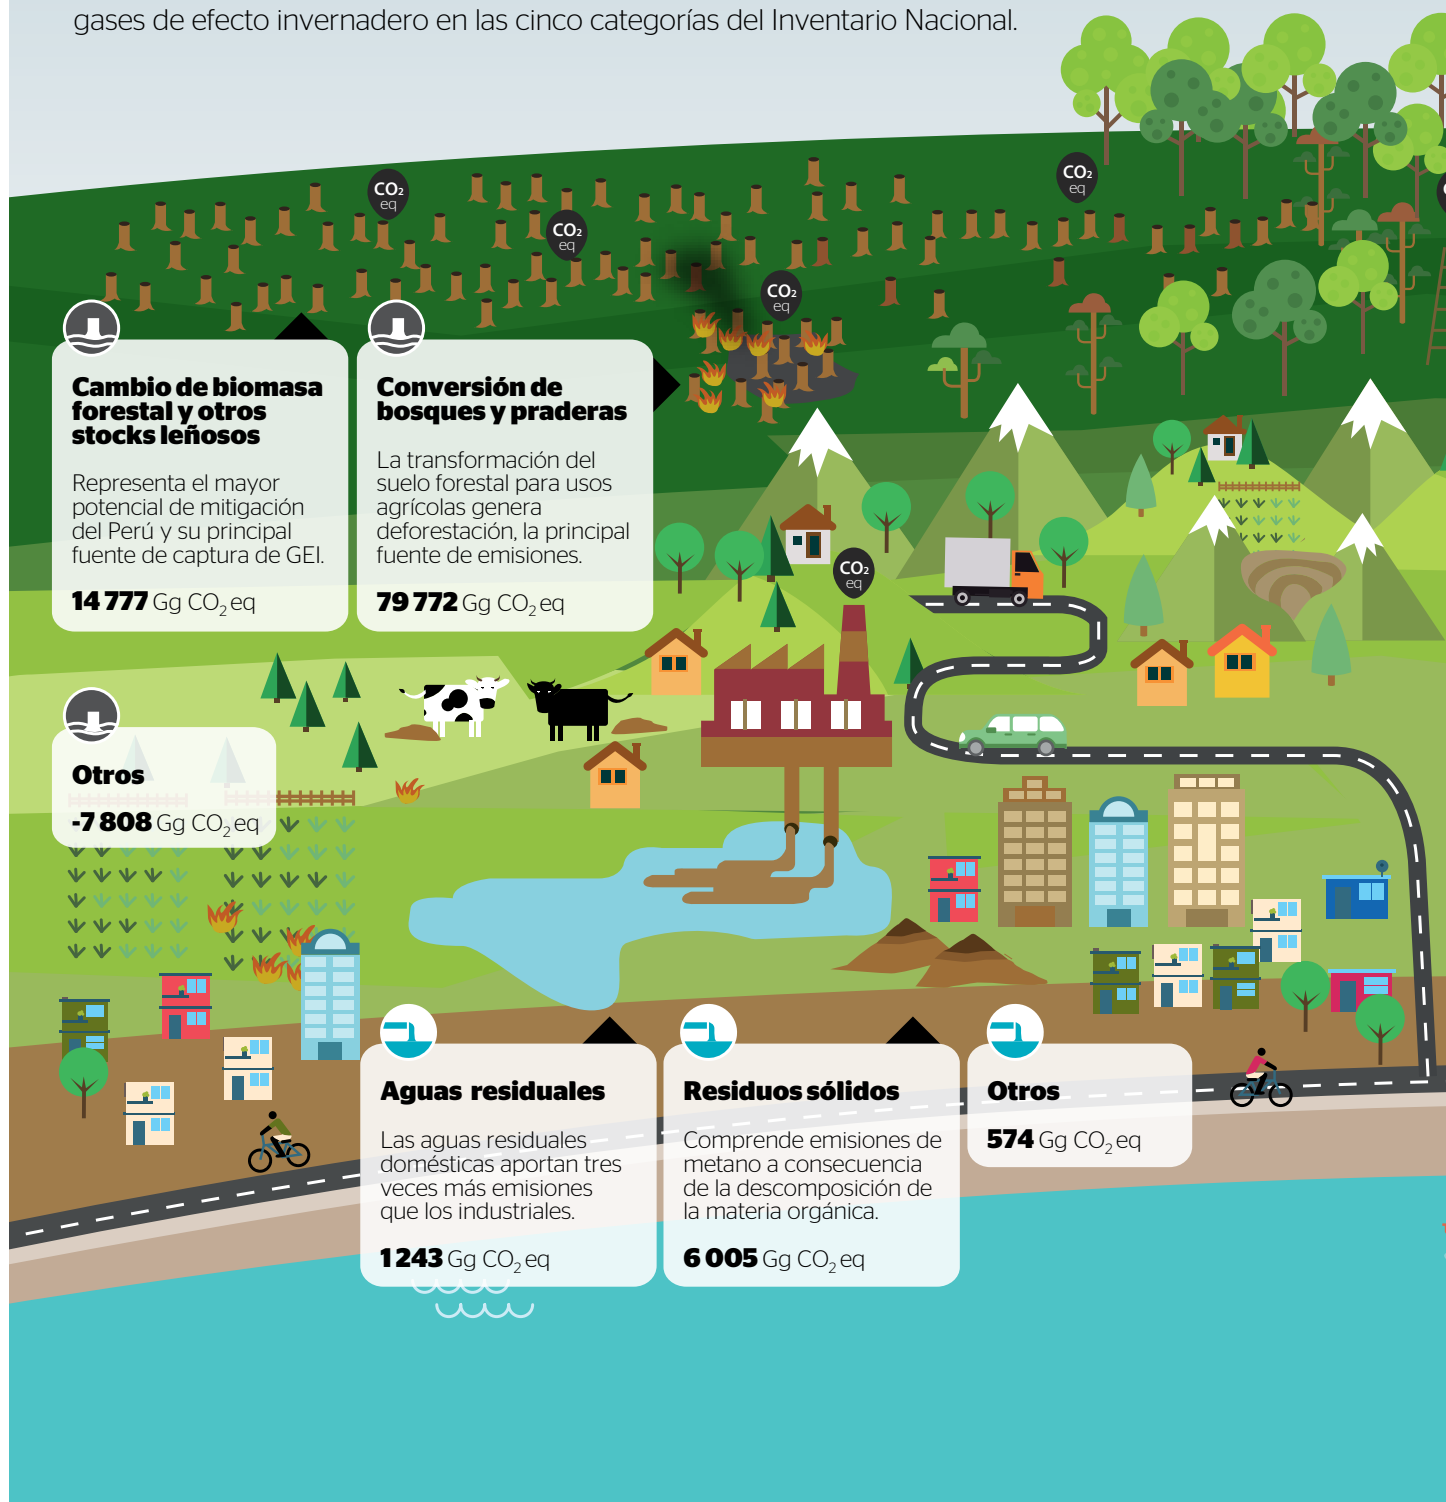 gases de efecto invernadero en las cinco categorías del Inventario Nacional.
CO₂
eq
CO₂
eq
CO₂
eq
CO₂
eq
Cambio de biomasa
forestal y otros
stocks leñosos
Representa el mayor
potencial de mitigación
del Perú y su principal
fuente de captura de GEI.
14 777 Gg CO₂ eq
Conversión de
bosques y praderas
La transformación del
suelo forestal para usos
agrícolas genera
deforestación, la principal
fuente de emisiones.
79 772 Gg CO₂ eq
CO₂
eq
Otros
-7 808 Gg CO₂ eq
Aguas residuales
Las aguas residuales
domésticas aportan tres
veces más emisiones
que los industriales.
1 243 Gg CO₂ eq
Residuos sólidos
Comprende emisiones de
metano a consecuencia
de la descomposición de
la materia orgánica.
6 005 Gg CO₂ eq
Otros
574 Gg CO₂ eq